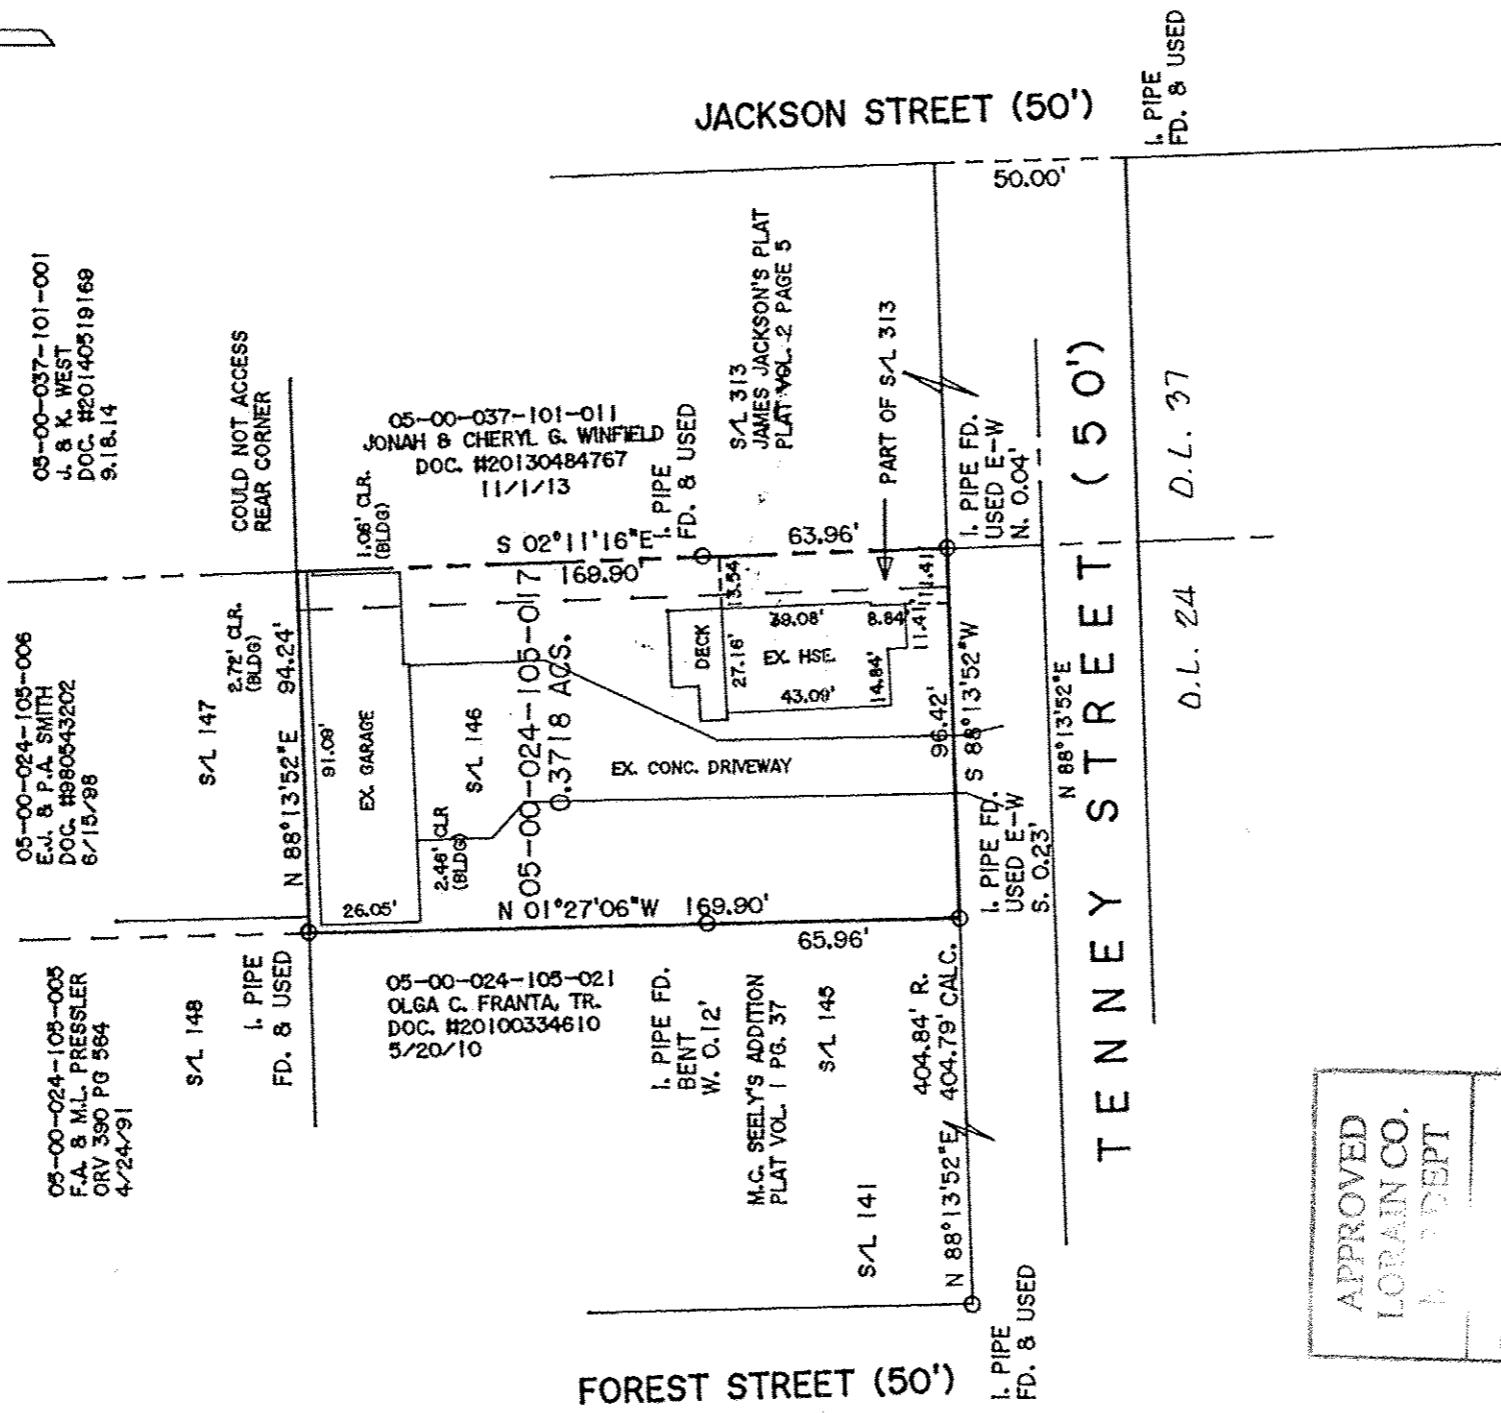 JACKSON STREET (50')
I. PIPE
FD. & USED
50.00'
05-00-037-101-001
J. & K. WEST
DOC. #20140519169
9.18.14
COULD NOT ACCESS
REAR CORNER
05-00-037-101-011
JONAH & CHERYL G. WINFIELD
DOC. #20130484767
11/1/13
1.06' CLR.
(BLDG)
I. PIPE
FD. & USED
S/L 313
JAMES JACKSON'S PLAT
PLAT VOL. 2 PAGE 5
PART OF S/L 313
I. PIPE FD.
USED E-W
N. 0.04'
S 02°11'16"E
169.90'
63.96'
05-00-024-105-006
E.J. & P.A. SMITH
DOC. #980543202
6/15/98
S/L 147
2.72' CLR.
(BLDG)
N 88°13'52"E 94.24'
91.09'
EX. GARAGE
26.05'
S/L 146
2.46' CLR
(BLDG)
05-00-024-105-017
0.3718 ACS.
DECK
13.54'
27.16'
39.08'
8.84'
11.41'
11.41
EX. HSE.
43.09'
14.84'
EX. CONC. DRIVEWAY
96.42'
S 88°13'52"W
N 88°13'52"E
TENNEY STREET (50')
O.L. 37
O.L. 24
I. PIPE FD.
USED E-W
S. 0.23'
N 01°27'06"W 169.90'
65.96'
05-00-024-105-005
F.A. & M.L. PRESSLER
ORV 390 PG 564
4/24/91
S/L 148
I. PIPE
FD. & USED
05-00-024-105-021
OLGA C. FRANTA, TR.
DOC. #20100334610
5/20/10
I. PIPE FD.
BENT
W. 0.12'
M.C. SEELY'S ADDITION
PLAT VOL. 1 PG. 37
S/L 145
S/L 141
404.84' R.
N 88°13'52"E 404.79' CALC.
I. PIPE
FD. & USED
FOREST STREET (50')
APPROVED
LORAIN CO.
DEPT